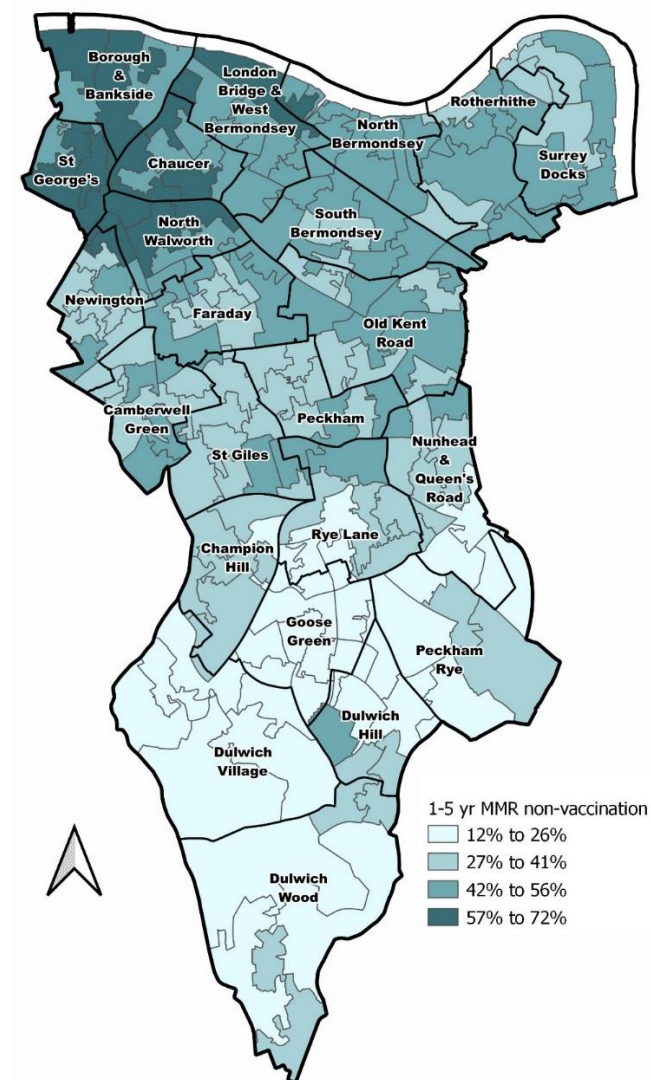 Borough
&
Bankside
London
Bridge &
West
Bermondsey
Rotherhithe
North
Bermondsey
St
George's
Chaucer
Surrey
Docks
South
Bermondsey
North
Walworth
Newington
Faraday
Old Kent
Road
Camberwell
Green
Peckham
St Giles
Nunhead
&
Queen's
Road
Champion
Hill
Rye Lane
Goose
Green
Peckham
Rye
Dulwich
Hill
Dulwich
Village
Dulwich
Wood
1-5 yr MMR non-vaccination
12% to 26%
27% to 41%
42% to 56%
57% to 72%